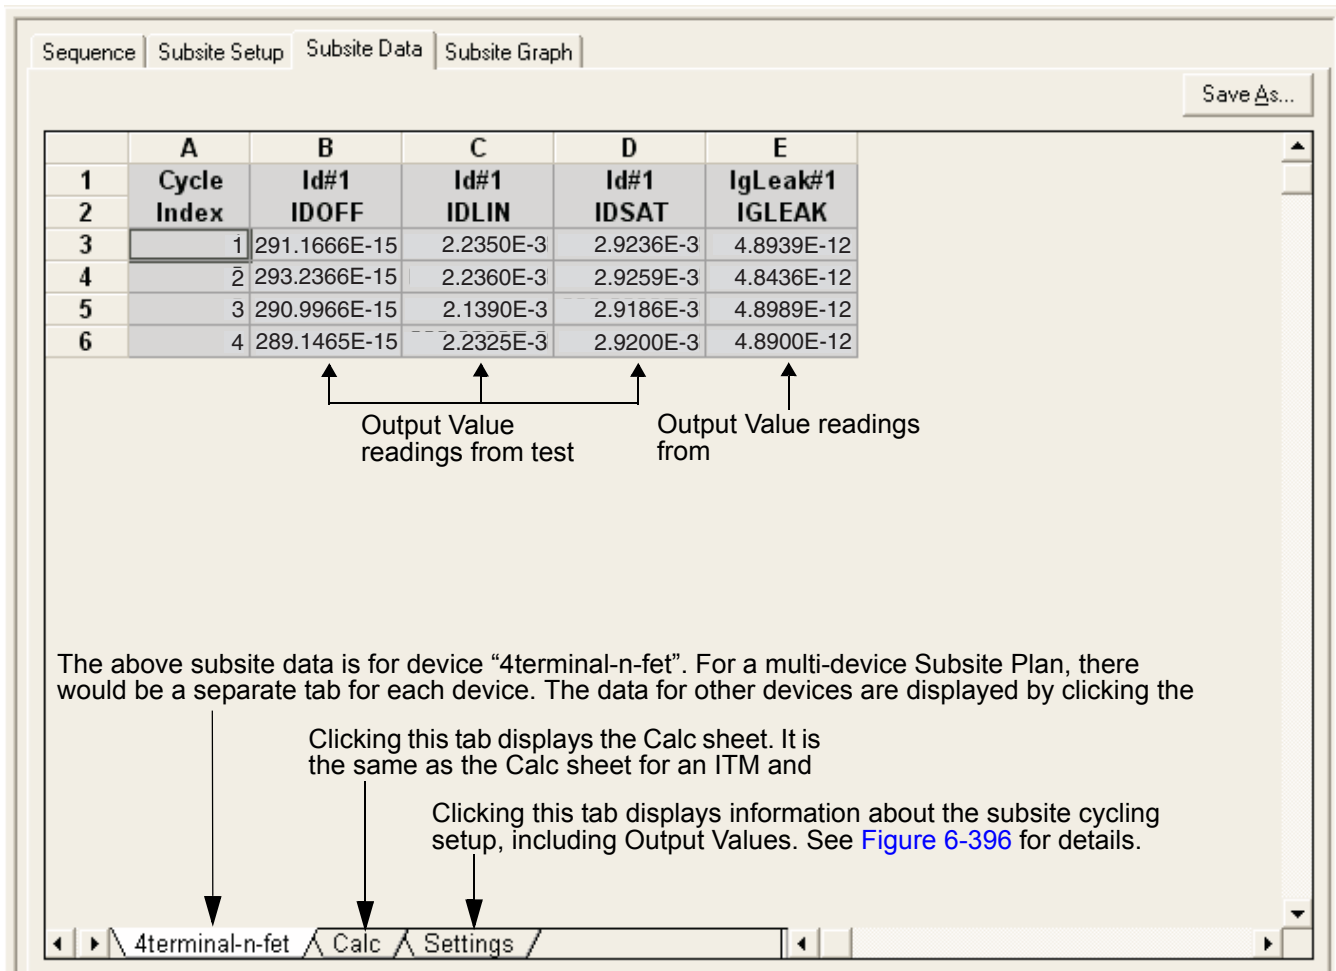 Sequence Subsite Setup Subsite Data Subsite Graph
Save As...
A B C D E
1 Cycle Id#1 Id#1 Id#1 IgLeak#1
2 Index IDOFF IDLIN IDSAT IGLEAK
3 1 291.1666E-15 2.2350E-3 2.9236E-3 4.8939E-12
4 2 293.2366E-15 2.2360E-3 2.9259E-3 4.8436E-12
5 3 290.9966E-15 2.1390E-3 2.9186E-3 4.8989E-12
6 4 289.1465E-15 2.2325E-3 2.9200E-3 4.8900E-12
Output Value
readings from test
Output Value readings
from
The above subsite data is for device “4terminal-n-fet”. For a multi-device Subsite Plan, there
would be a separate tab for each device. The data for other devices are displayed by clicking the
Clicking this tab displays the Calc sheet. It is
the same as the Calc sheet for an ITM and
Clicking this tab displays information about the subsite cycling
setup, including Output Values. See Figure 6-396 for details.
4terminal-n-fet Calc Settings